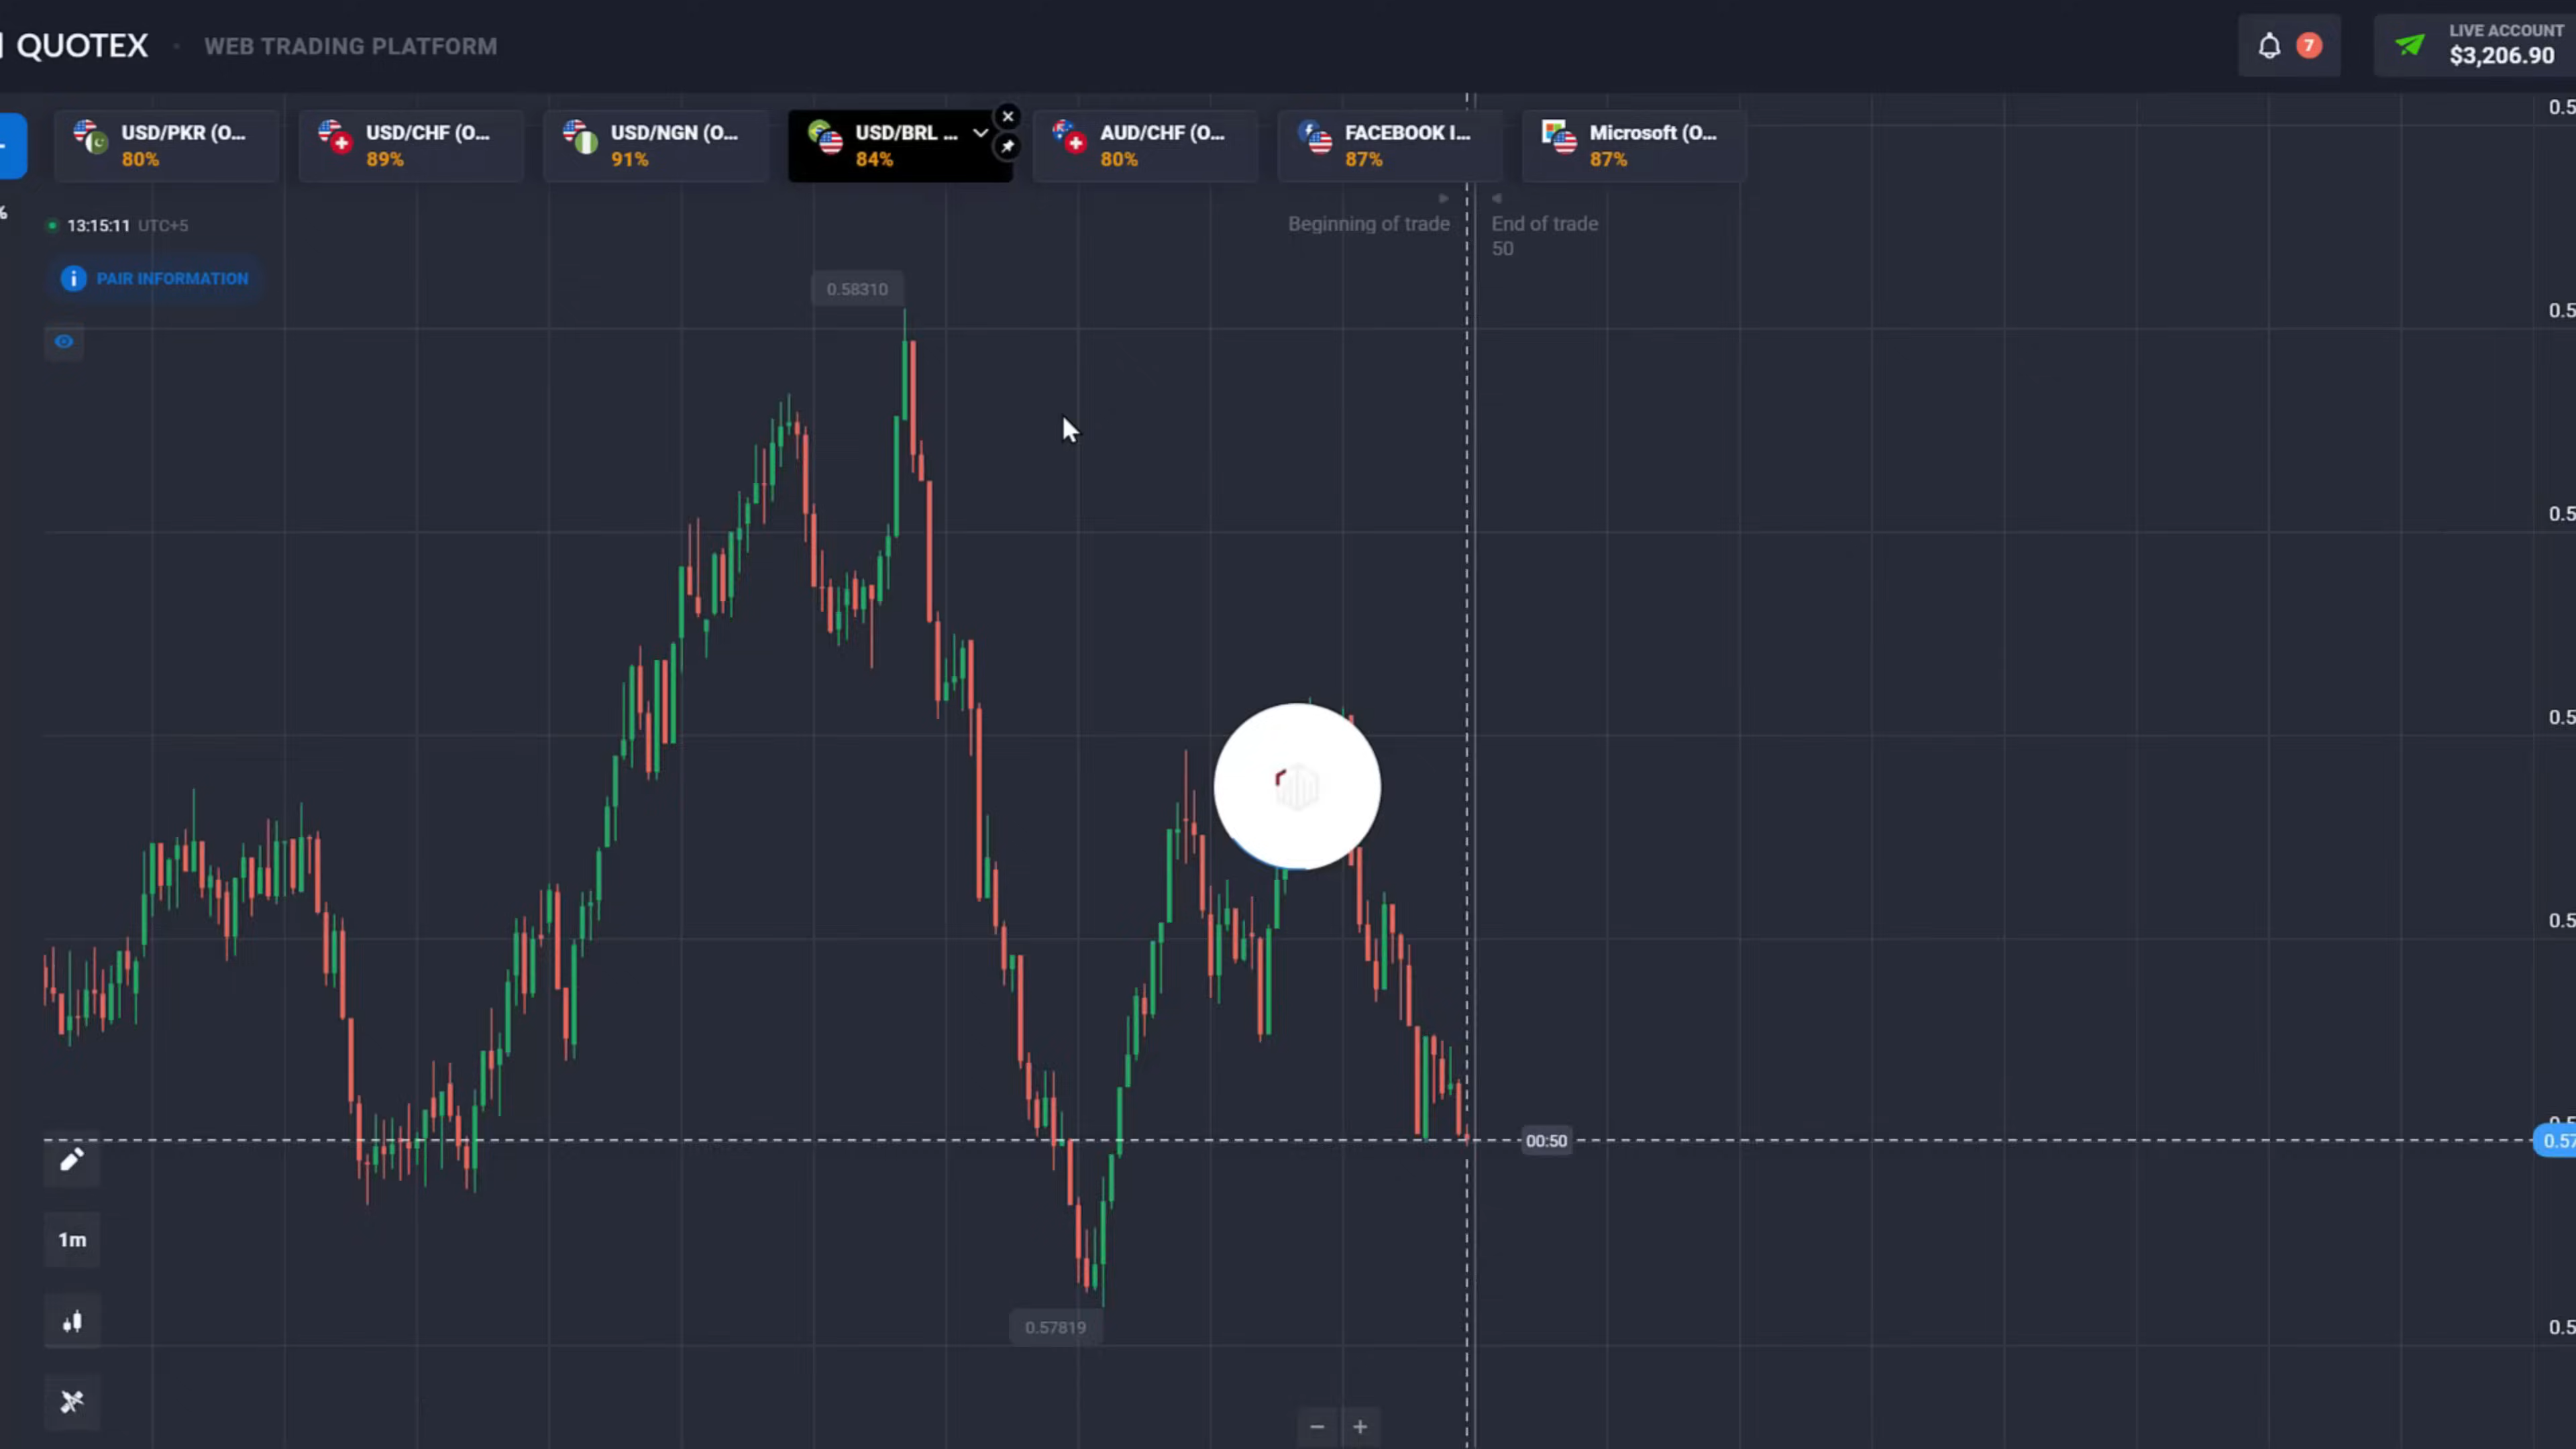 QUOTEX
WEB TRADING PLATFORM
7
LIVE ACCOUNT
$3,206.90
USD/PKR (O...
80%
USD/CHF (O...
89%
USD/NGN (O...
91%
USD/BRL ...
84%
AUD/CHF (O...
80%
FACEBOOK I...
87%
Microsoft (O...
87%
%
13:15:11 UTC+5
Beginning of trade
End of trade
50
PAIR INFORMATION
0.58310
0.5
0.5
0.5
0.5
0.5
00:50
0.57
1m
0.57819
0.5